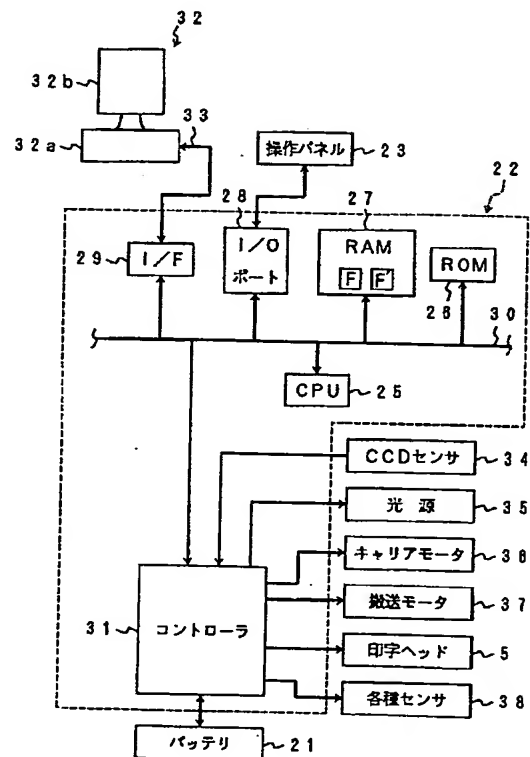 32
32b
33
32a
操作パネル
23
22
28
27
I/O
ポート
RAM
F F'
ROM
26
29
I/F
30
CPU
25
CCDセンサ
34
光 源
35
キャリアモータ
36
搬送モータ
37
31
コントローラ
印字ヘッド
5
各種センサ
38
バッテリ
21